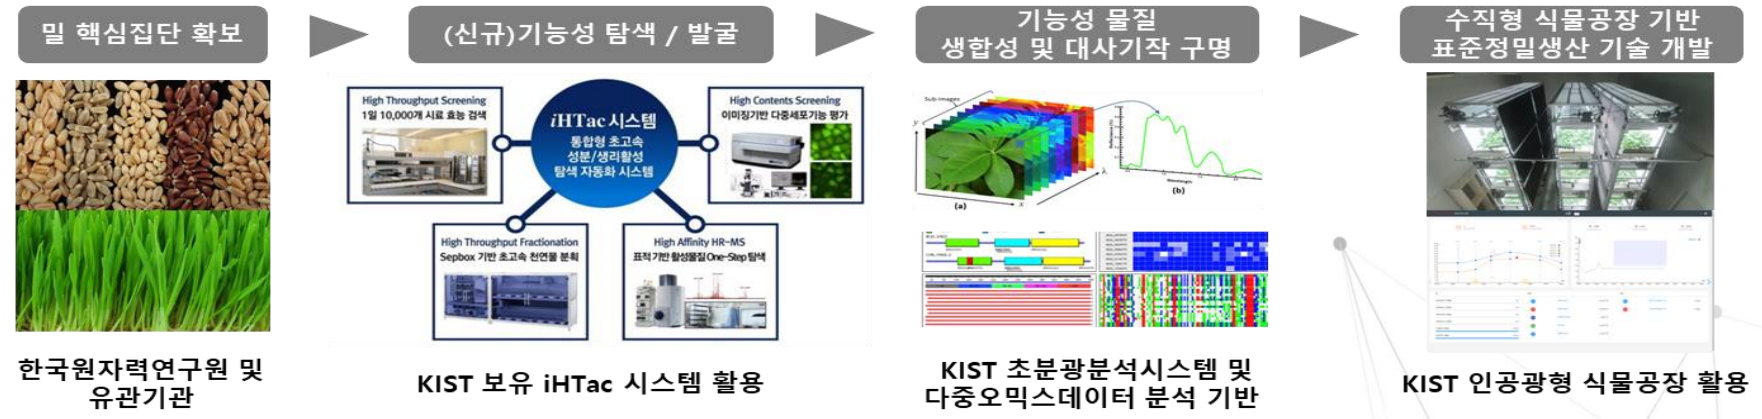 밀 핵심집단 확보
(신규)기능성 탐색 / 발굴
기능성 물질
생합성 및 대사기작 구명
수직형 식물공장 기반
표준정밀생산 기술 개발
High Throughput Screening
1일 10,000개 시료 효능 검색
iHTac 시스템
통합형 초고속
성분/생리활성
탐색 자동화 시스템
High Contents Screening
이미징기반 다중세포기능 평가
High Throughput Fractionation
Sepbox 기반 초고속 천연물 분획
High Affinity HR-MS
표적기반 활성물질 One-Step 탐색
Sub-images
y
x
λ
(a)
Reflectance (%)
Wavelength
(b)
한국원자력연구원 및
유관기관
KIST 보유 iHTac 시스템 활용
KIST 초분광분석시스템 및
다중오믹스데이터 분석 기반
KIST 인공광형 식물공장 활용